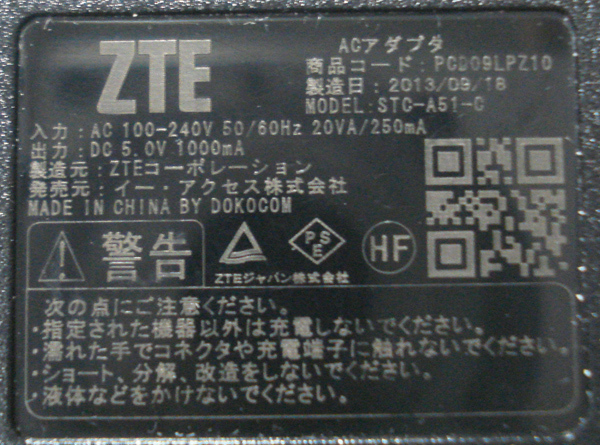 ZTE
ACアダプタ
商品コード: PCD09LPZ10
製造日: 2013/09/18
MODEL: STC-A51-C
入力: AC 100-240V 50/60Hz 20VA/250mA
出力: DC 5.0V 1000mA
製造元: ZTEコーポレーション
発売元: イー・アクセス株式会社
MADE IN CHINA BY DOKOCOM
警告
PSE
HF
ZTEジャパン株式会社
次の点にご注意ください。
・指定された機器以外は充電しないでください。
・濡れた手でコネクタや充電端子に触れないでください。
・ショート、分解、改造をしないでください。
・液体などをかけないでください。